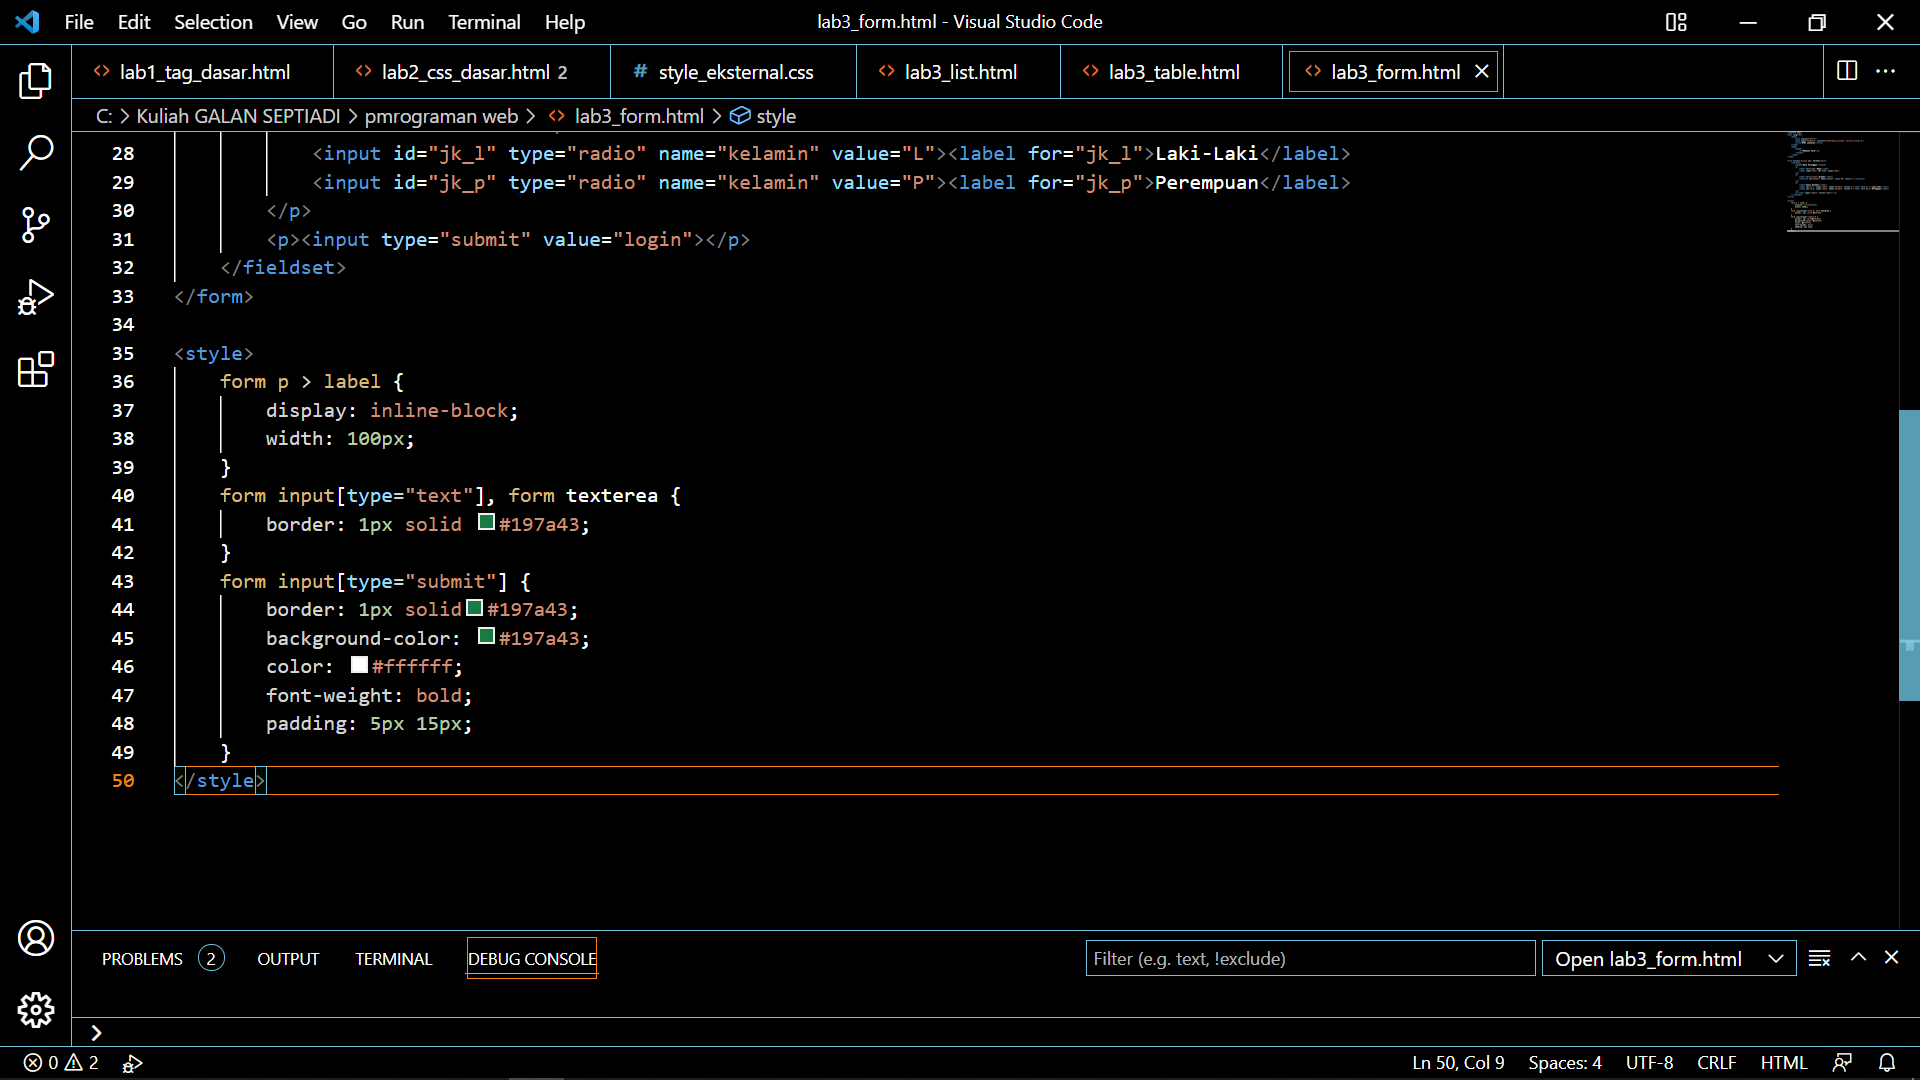 File Edit Selection View Go Run Terminal Help lab3_form.html - Visual Studio Code
lab1_tag_dasar.html lab2_css_dasar.html 2 # style_eksternal.css lab3_list.html lab3_table.html lab3_form.html
C: > Kuliah GALAN SEPTIADI > pmrograman web > lab3_form.html > style
28 <input id="jk_l" type="radio" name="kelamin" value="L"><label for="jk_l">Laki-Laki</label>
29 <input id="jk_p" type="radio" name="kelamin" value="P"><label for="jk_p">Perempuan</label>
30 </p>
31 <p><input type="submit" value="login"></p>
32 </fieldset>
33 </form>
34
35 <style>
36 form p > label {
37 display: inline-block;
38 width: 100px;
39 }
40 form input[type="text"], form texterea {
41 border: 1px solid #197a43;
42 }
43 form input[type="submit"] {
44 border: 1px solid #197a43;
45 background-color: #197a43;
46 color: #ffffff;
47 font-weight: bold;
48 padding: 5px 15px;
49 }
50 </style>
PROBLEMS 2 OUTPUT TERMINAL DEBUG CONSOLE Filter (e.g. text, !exclude) Open lab3_form.html
0 2 Ln 50, Col 9 Spaces: 4 UTF-8 CRLF HTML